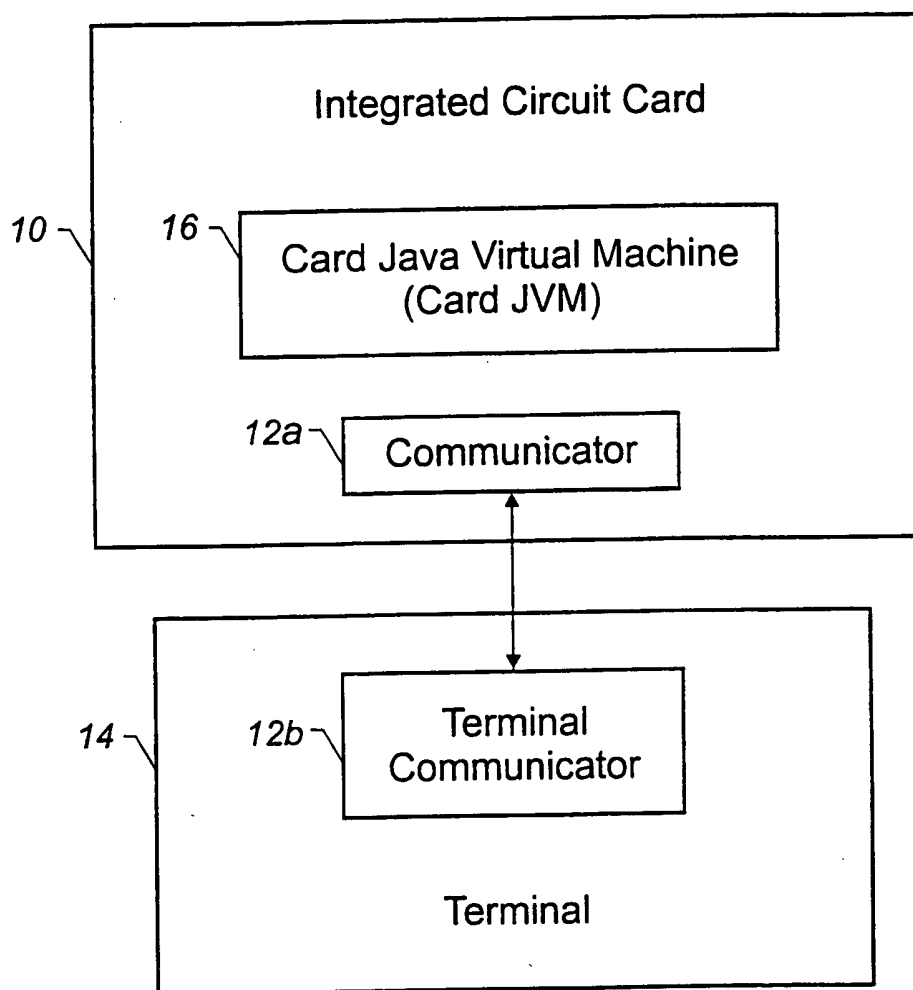 Integrated Circuit Card
10
16
Card Java Virtual Machine
(Card JVM)
12a
Communicator
14
12b
Terminal
Communicator
Terminal